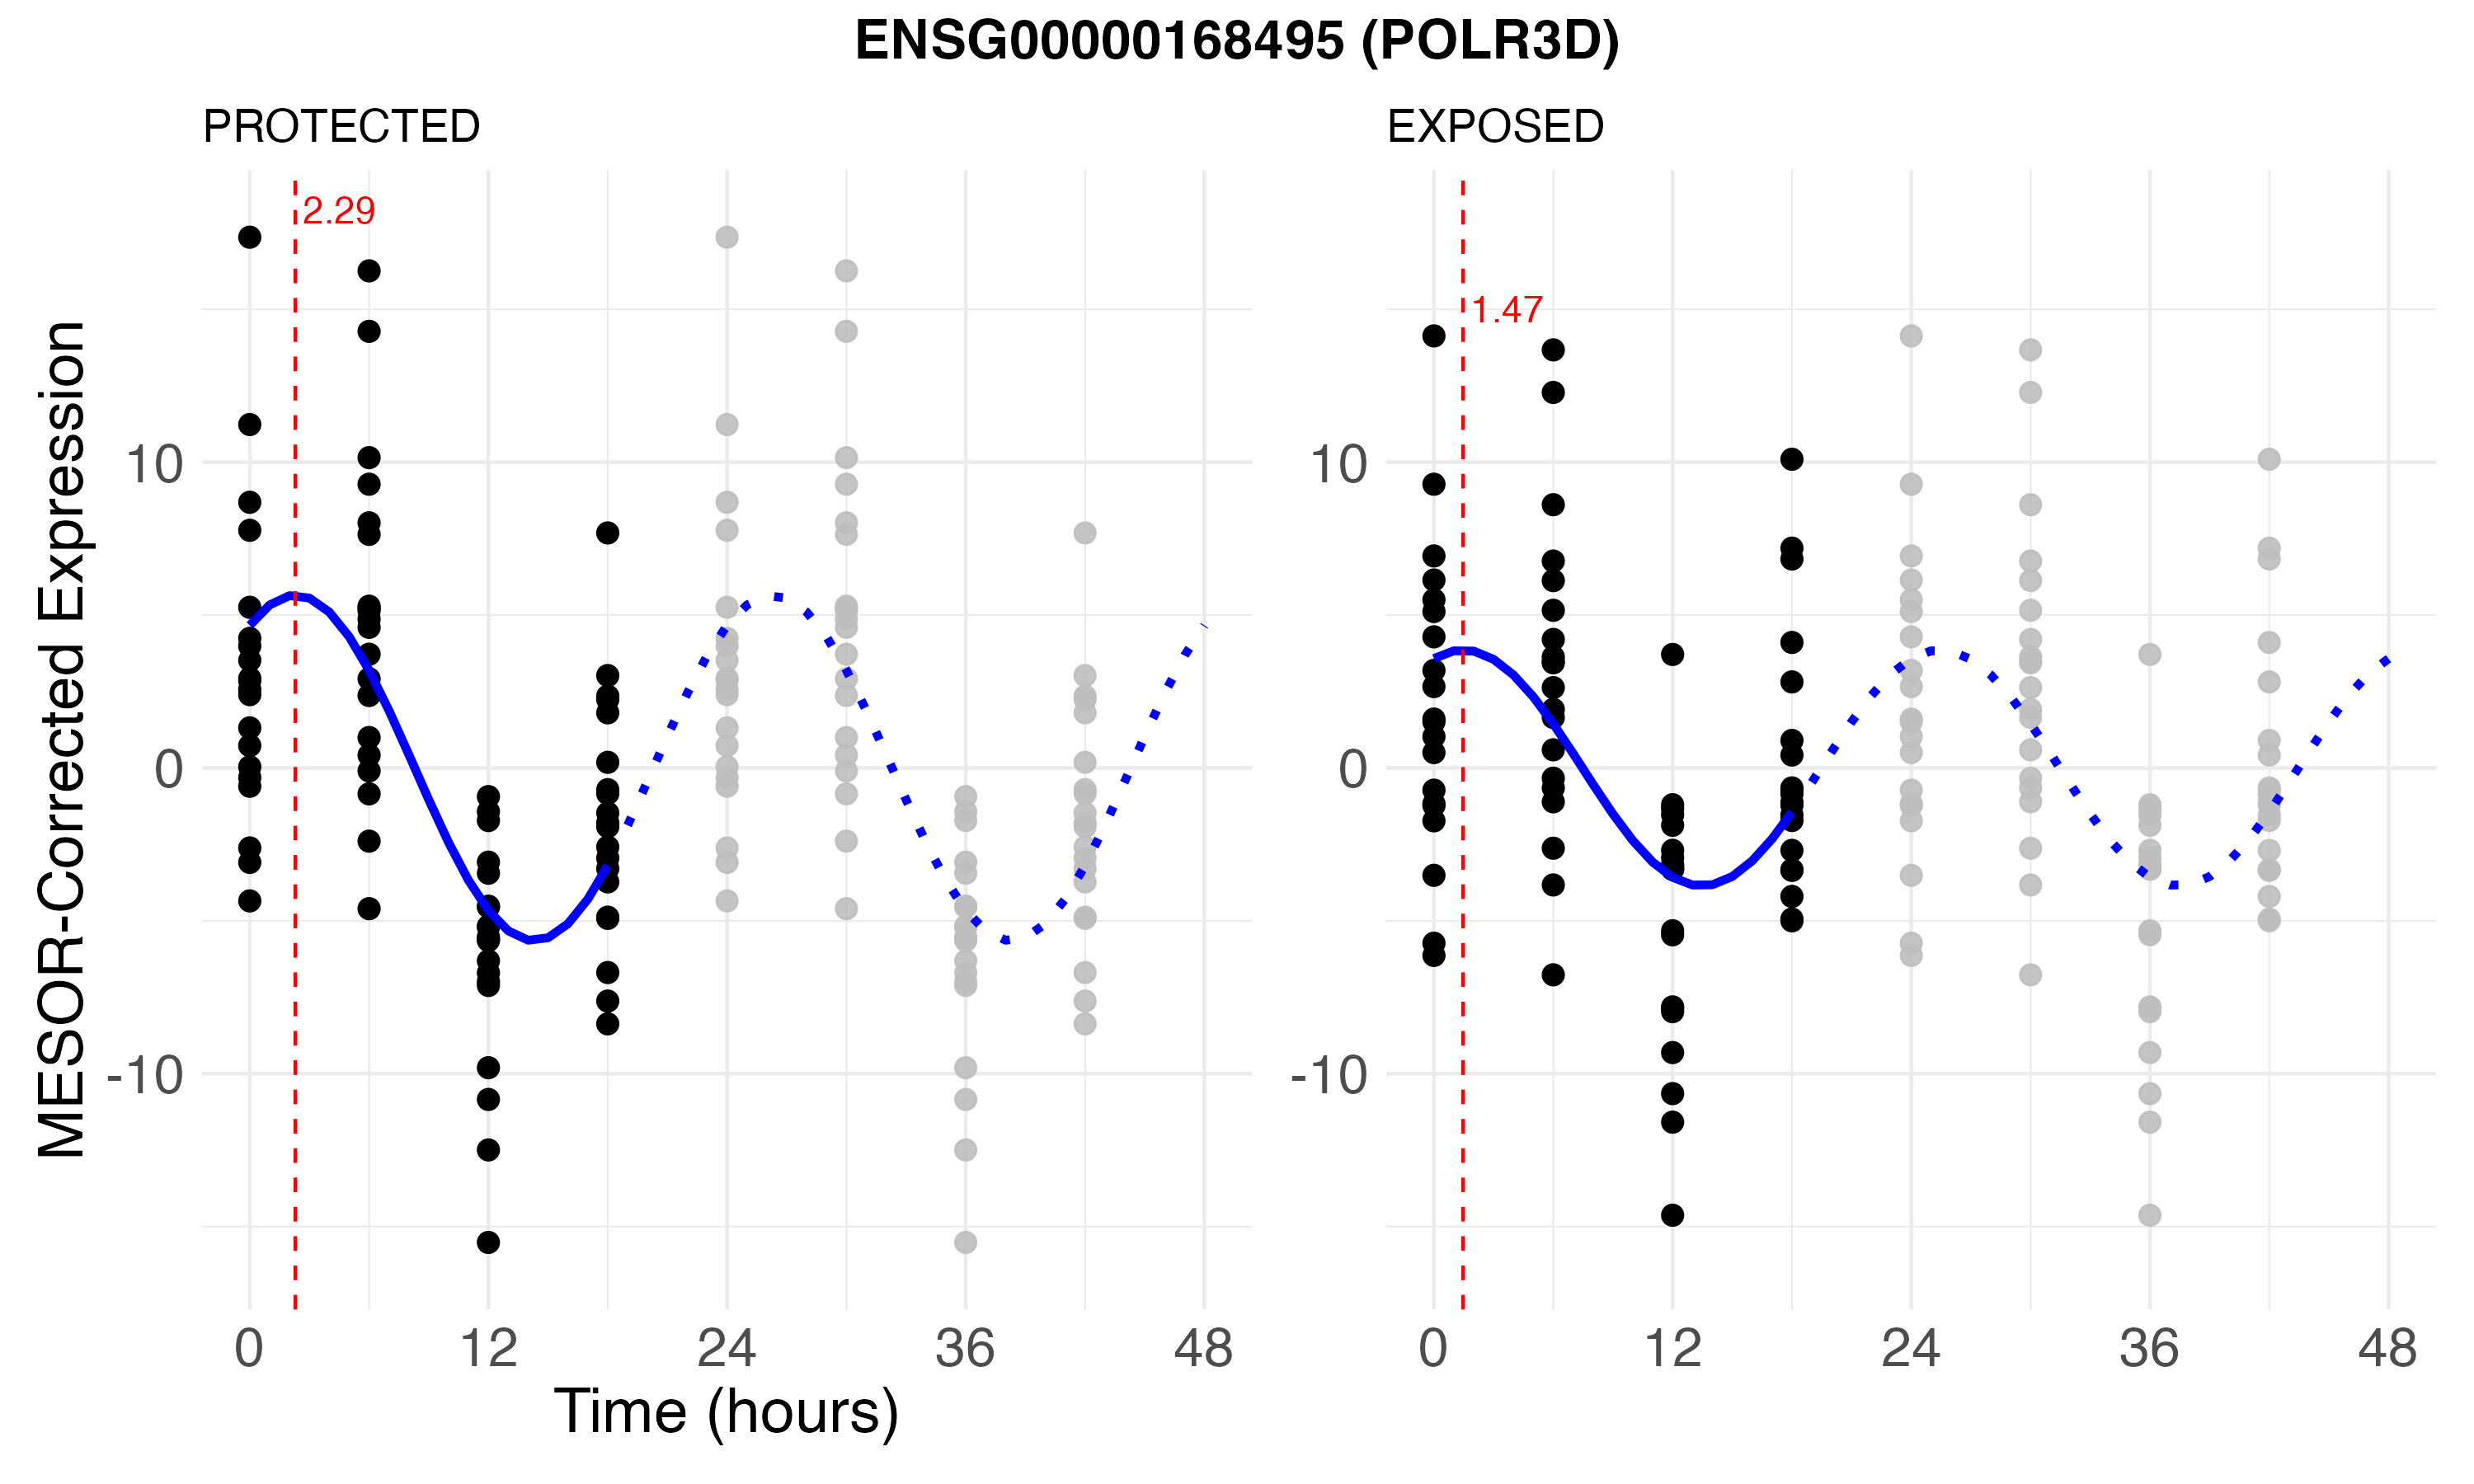 ENSG00000168495 (POLR3D)
PROTECTED
EXPOSED
2.29
1.47
MESOR-Corrected Expression
10
0
-10
10
0
-10
0 12 24 36 48
0 12 24 36 48
Time (hours)